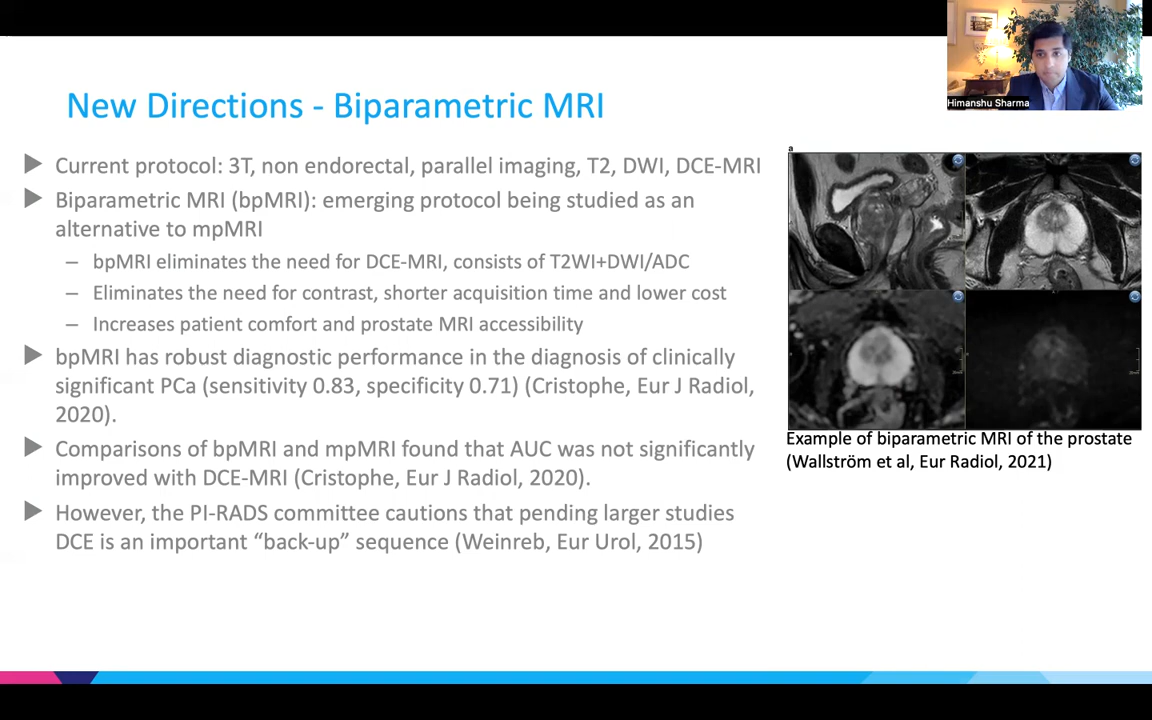 New Directions - Biparametric MRI
Himanshu Sharma
Current protocol: 3T, non endorectal, parallel imaging, T2, DWI, DCE-MRI
Biparametric MRI (bpMRI): emerging protocol being studied as an
alternative to mpMRI
– bpMRI eliminates the need for DCE-MRI, consists of T2WI+DWI/ADC
– Eliminates the need for contrast, shorter acquisition time and lower cost
– Increases patient comfort and prostate MRI accessibility
bpMRI has robust diagnostic performance in the diagnosis of clinically
significant PCa (sensitivity 0.83, specificity 0.71) (Cristophe, Eur J Radiol,
2020).
Comparisons of bpMRI and mpMRI found that AUC was not significantly
improved with DCE-MRI (Cristophe, Eur J Radiol, 2020).
However, the PI-RADS committee cautions that pending larger studies
DCE is an important “back-up” sequence (Weinreb, Eur Urol, 2015)
a
Example of biparametric MRI of the prostate
(Wallström et al, Eur Radiol, 2021)